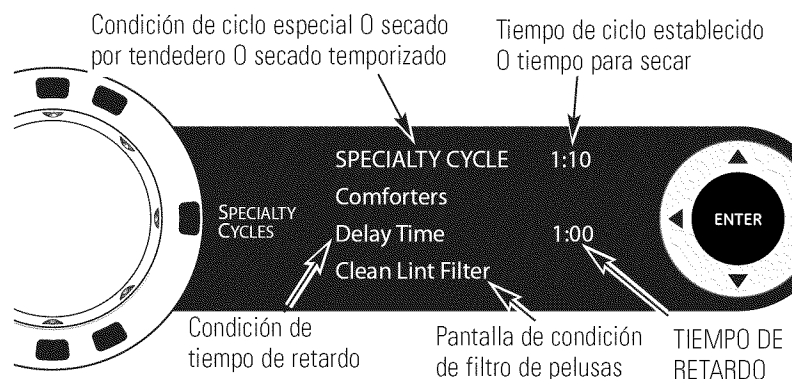 Condición de ciclo especial O secado
por tendedero O secado temporizado
Tiempo de ciclo establecido
O tiempo para secar
SPECIALTY CYCLE 1:10
Comforters
SPECIALTY
CYCLES
Delay Time 1:00
Clean Lint Filter
ENTER
Condición de
tiempo de retardo
Pantalla de condición
de filtro de pelusas
TIEMPO DE
RETARDO